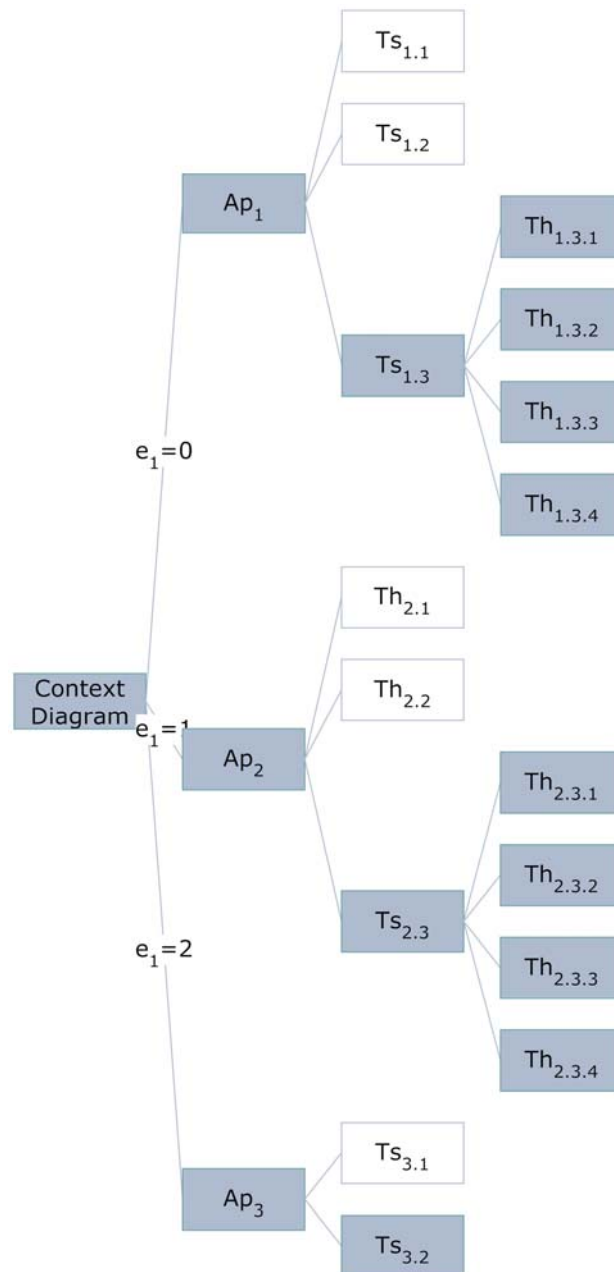 Ts1.1
Ts1.2
Ap1
Th1.3.1
Th1.3.2
Ts1.3
Th1.3.3
Th1.3.4
e1=0
Th2.1
Th2.2
Context
Diagram
e1=1
Ap2
Th2.3.1
Th2.3.2
Ts2.3
Th2.3.3
Th2.3.4
e1=2
Ts3.1
Ap3
Ts3.2